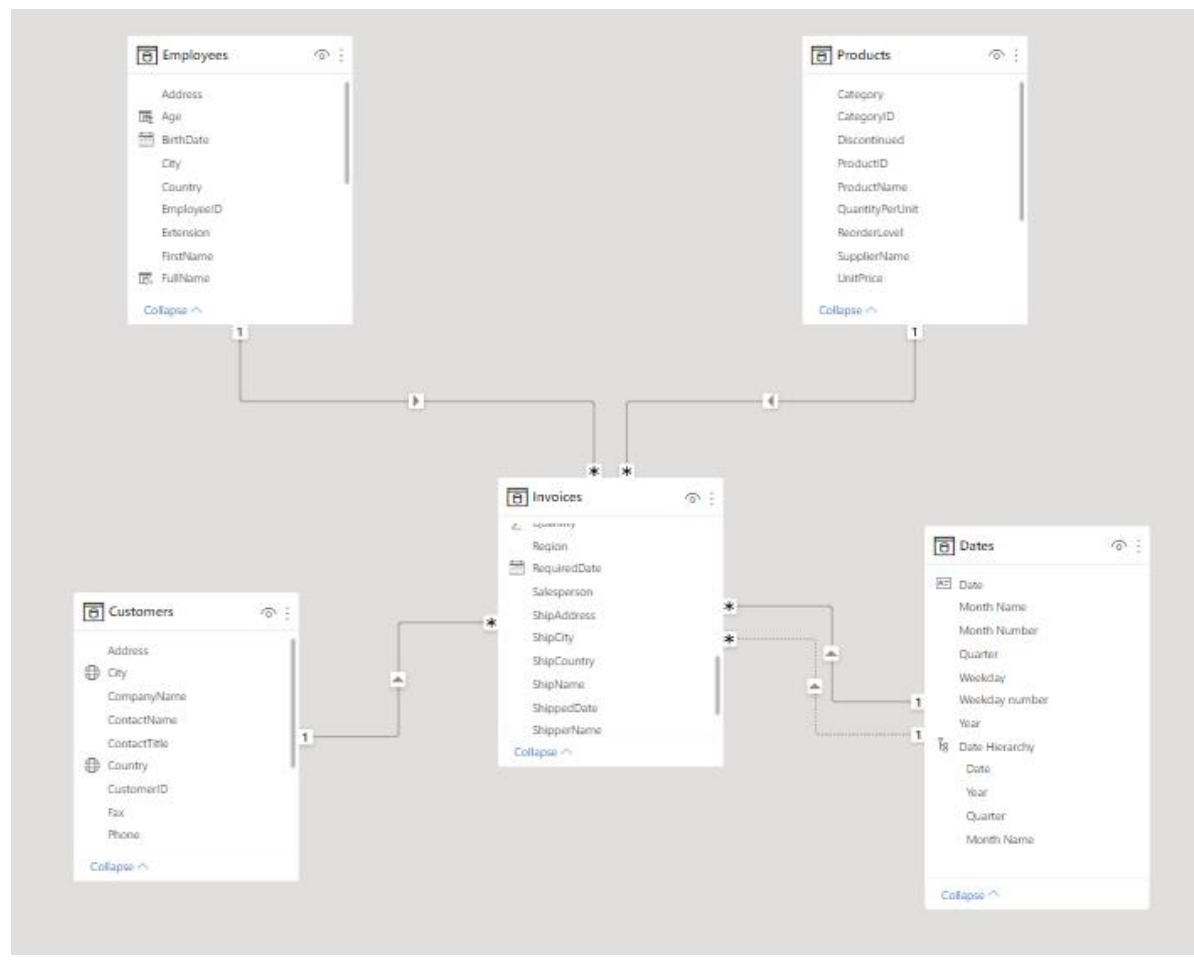 Employees
Address
Age
BirthDate
City
Country
EmployeeID
Extension
FirstName
FullName
Collapse
Products
Category
CategoryID
Discontinued
ProductID
ProductName
QuantityPerUnit
ReorderLevel
SupplierName
UnitPrice
Collapse
1
1
*
*
Invoices
Quantity
Region
RequiredDate
Salesperson
ShipAddress
ShipCity
ShipCountry
ShipName
ShippedDate
ShipperName
Collapse
*
*
*
Customers
Address
City
CompanyName
ContactName
ContactTitle
Country
CustomerID
Fax
Phone
Collapse
1
Dates
Date
Month Name
Month Number
Quarter
Weekday
Weekday number
Year
Date Hierarchy
Date
Year
Quarter
Month Name
Collapse
1
1